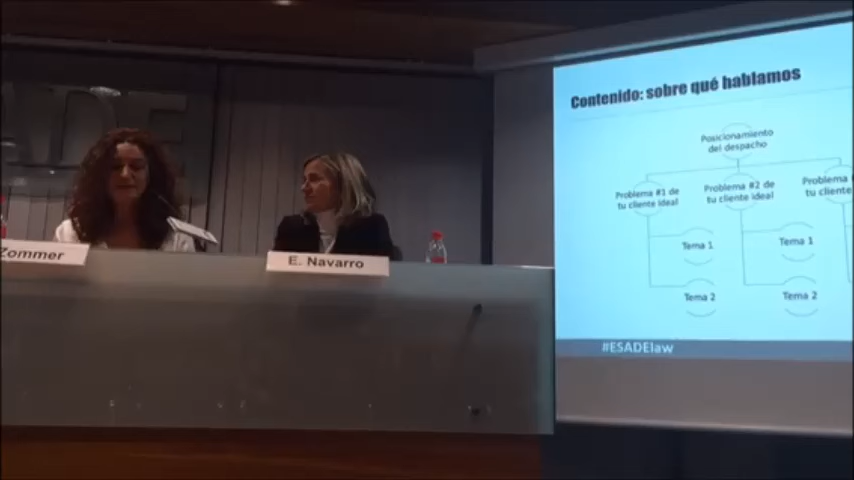 ADE
Zommer
E. Navarro
Contenido: sobre qué hablamos
Posicionamiento
del despacho
Problema #1 de
tu cliente ideal
Problema #2 de
tu cliente ideal
Problema
tu cliente
Tema 1
Tema 1
Tema 2
Tema 2
#ESADElaw